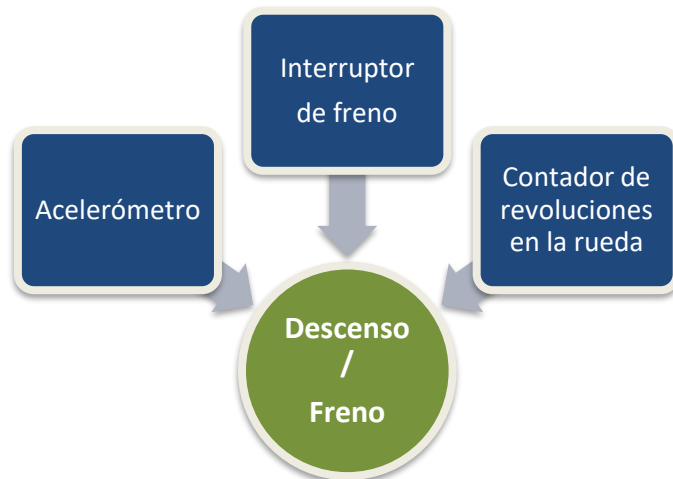 Interruptor
de freno
Acelerómetro
Contador de
revoluciones
en la rueda
Descenso
/
Freno